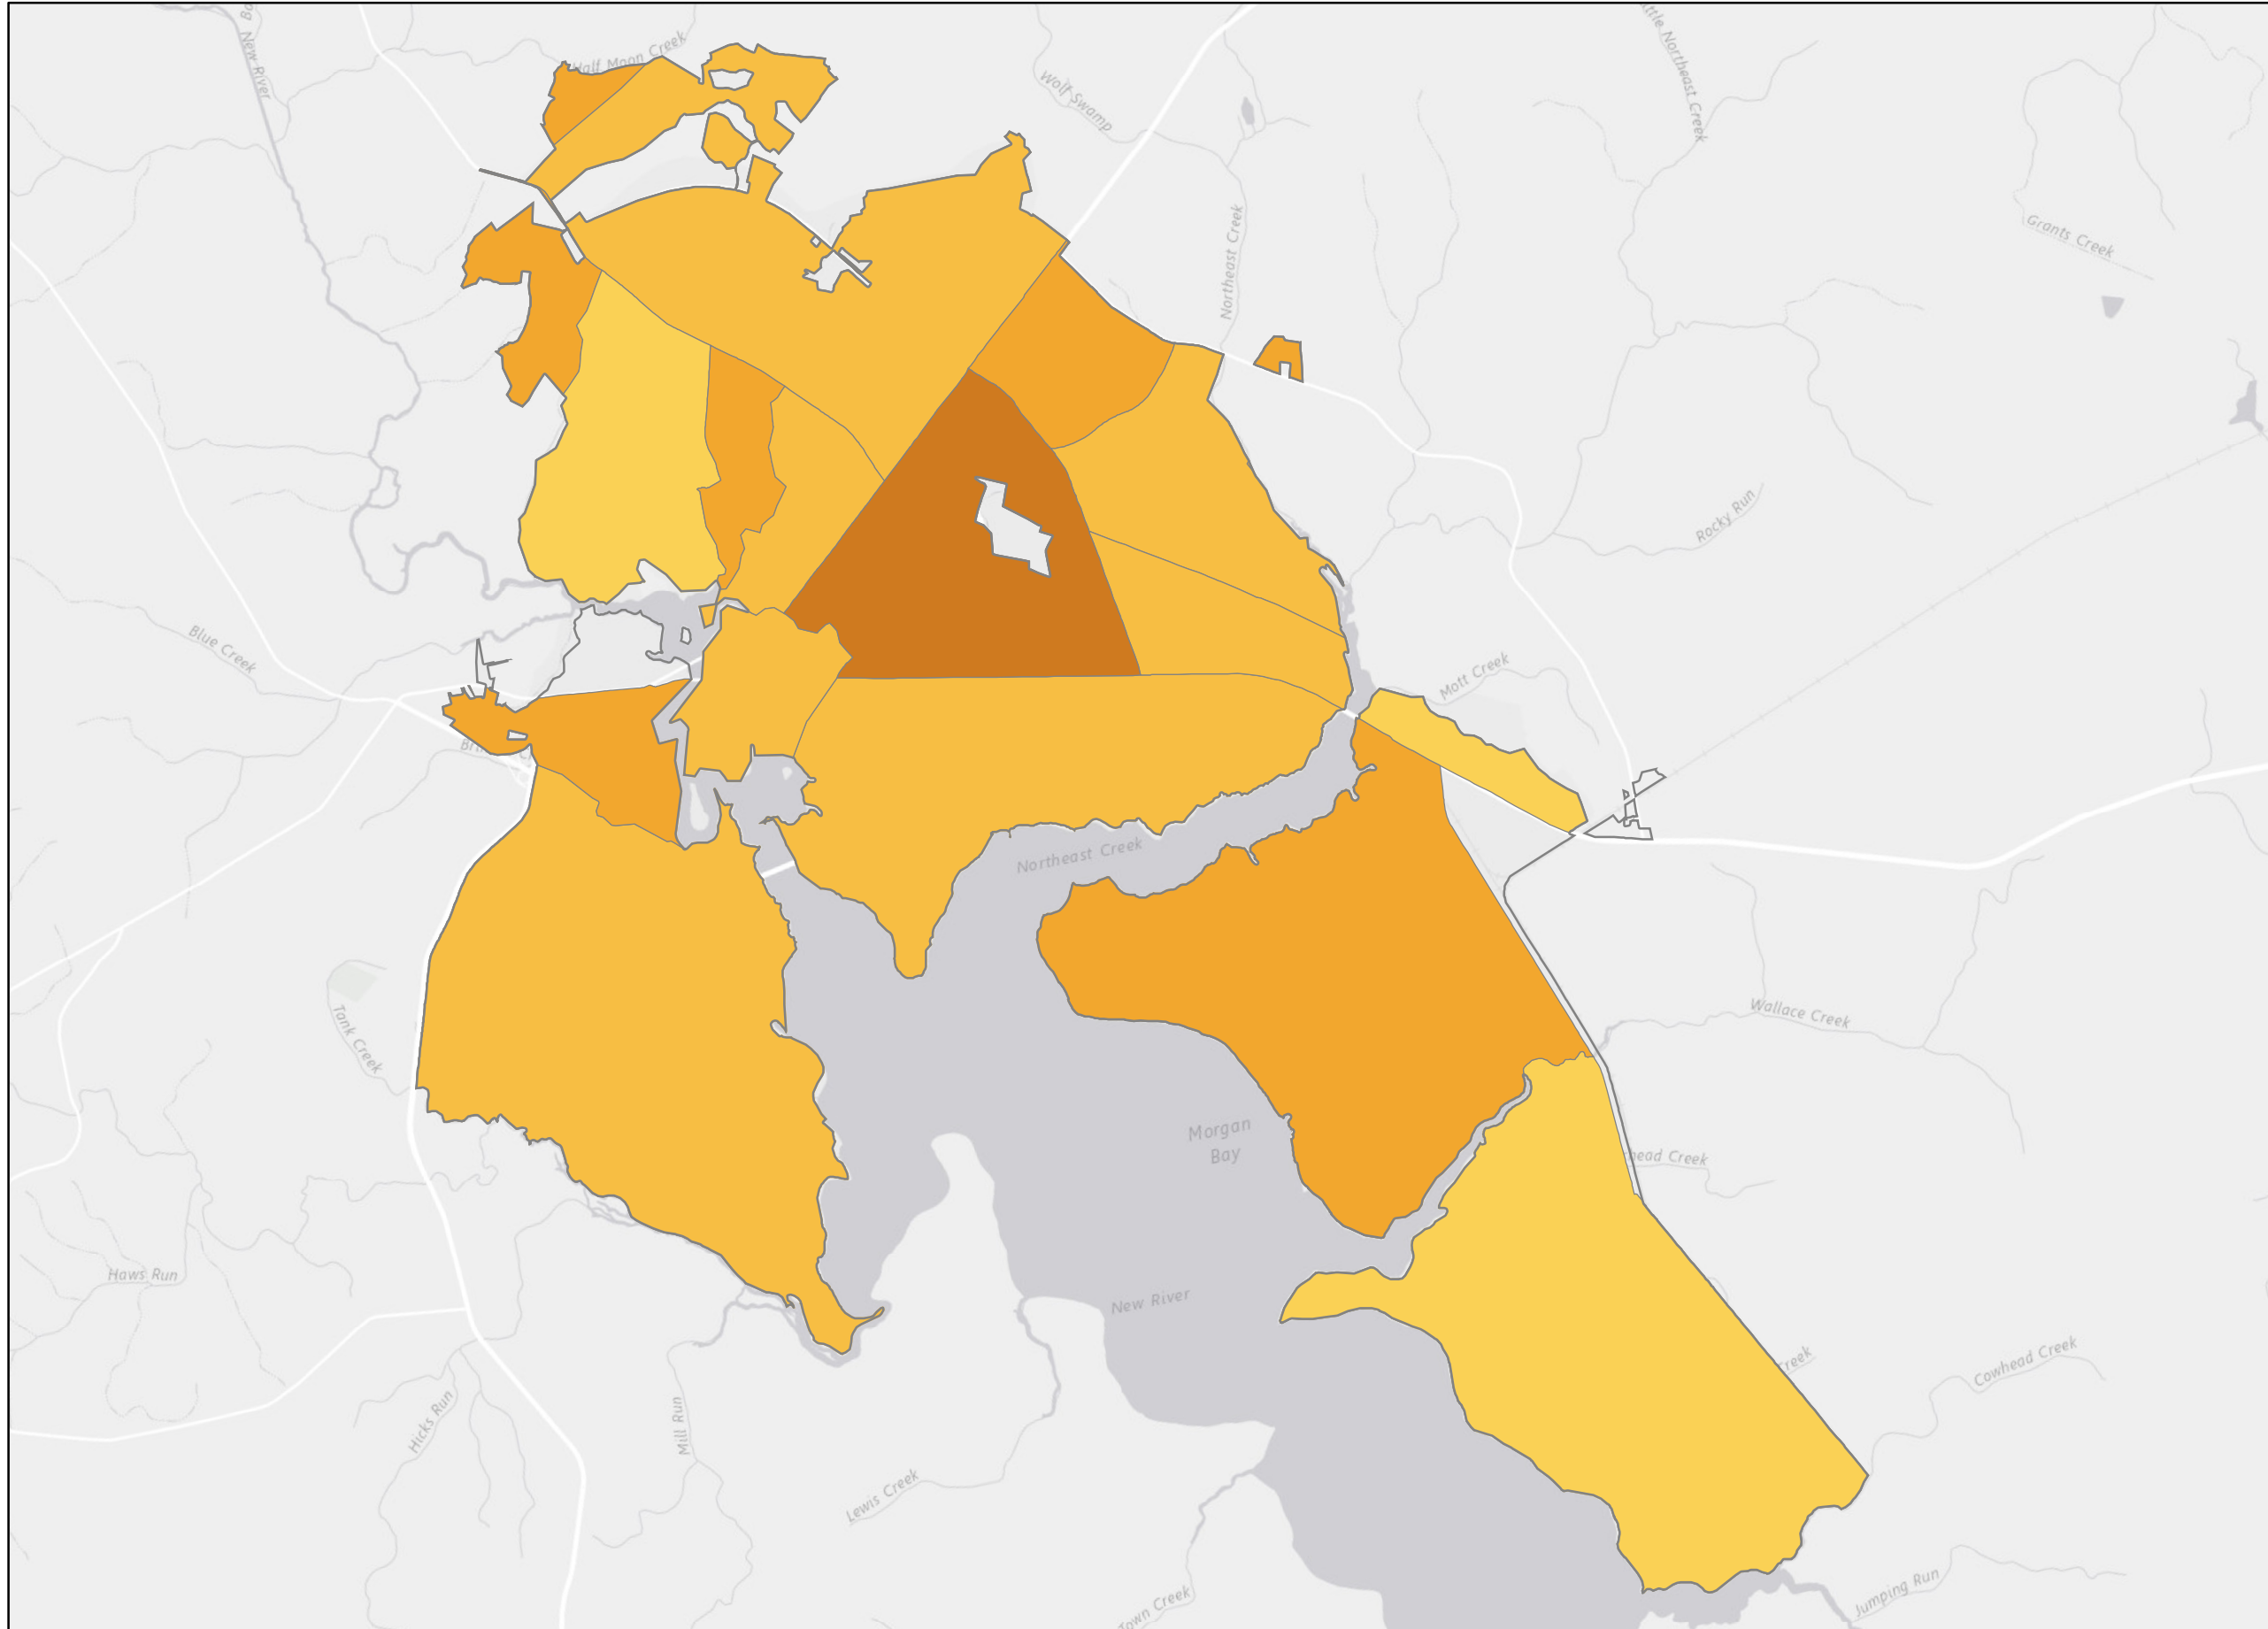 New River
Half Moon Creek
Wolf Swamp
Northeast Creek
Northeast Creek
Grants Creek
Rocky Run
Mott Creek
Blue Creek
Northeast Creek
Tank Creek
Wallace Creek
Morgan
Bay
head Creek
Haws Run
New River
Creek
Cowhead Creek
Hicks Run
Mill Run
Lewis Creek
Town Creek
Jumping Run